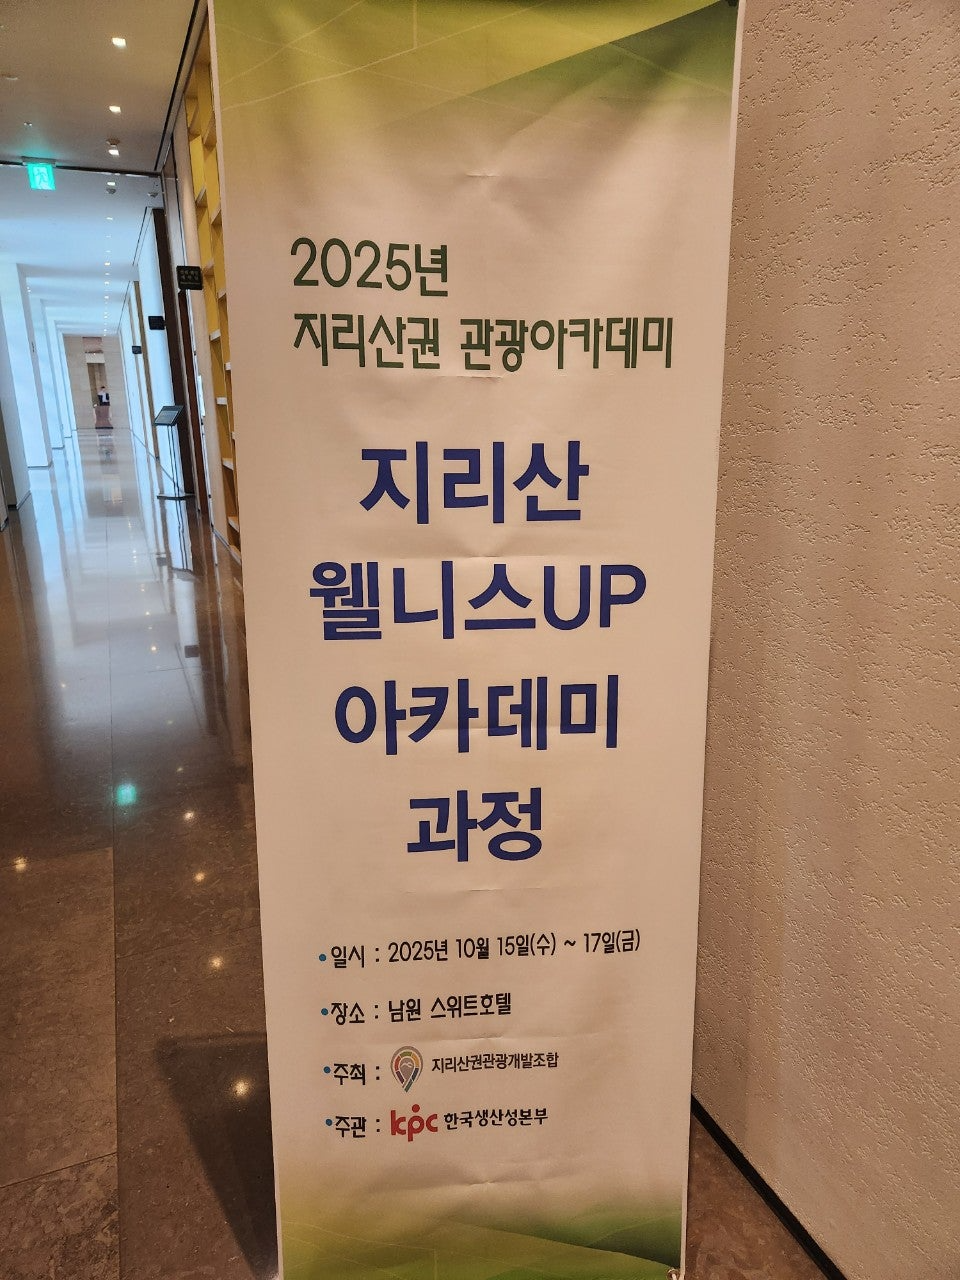 2025년
지리산권 관광아카데미
지리산
웰니스UP
아카데미
과정
•일시 : 2025년 10월 15일(수) ~ 17일(금)
•장소 : 남원 스위트호텔
•주최 : 지리산권관광개발조합
•주관 : kpc 한국생산성본부